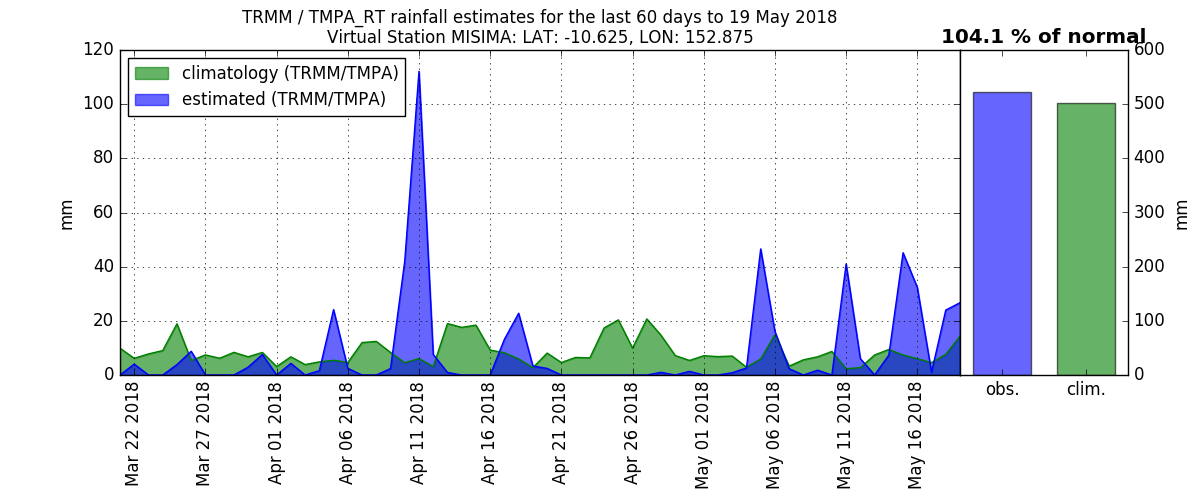 TRMM / TMPA_RT rainfall estimates for the last 60 days to 19 May 2018
Virtual Station MISIMA: LAT: -10.625, LON: 152.875
104.1 % of normal
climatology (TRMM/TMPA)
estimated (TRMM/TMPA)
120
100
80
60
40
20
0
mm
Mar 22 2018
Mar 27 2018
Apr 01 2018
Apr 06 2018
Apr 11 2018
Apr 16 2018
Apr 21 2018
Apr 26 2018
May 01 2018
May 06 2018
May 11 2018
May 16 2018
obs.
clim.
600
500
400
300
200
100
0
mm